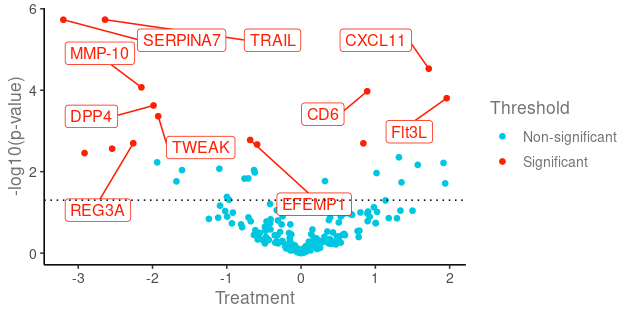 6
SERPINA7
TRAIL
CXCL11
MMP-10
4
DPP4
CD6
Flt3L
TWEAK
2
REG3A
EFEMP1
0
-log10(p-value)
-3
-2
-1
0
1
2
Treatment
Threshold
Non-significant
Significant